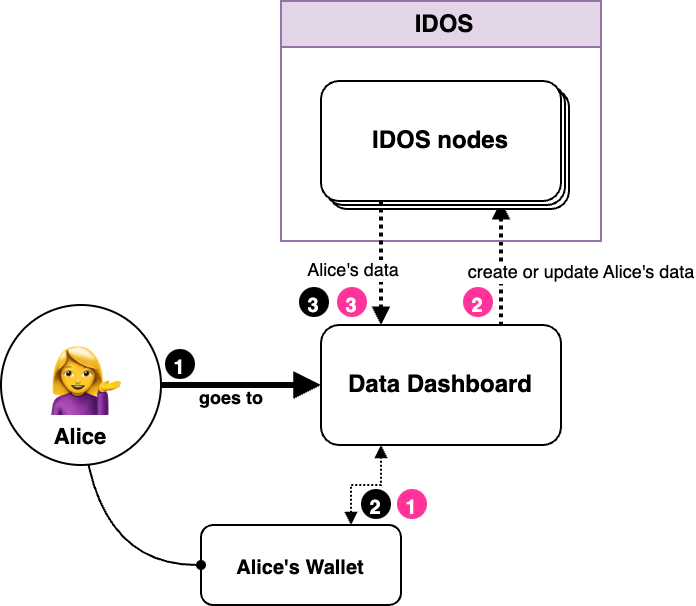 IDOS
IDOS nodes
Alice's data
create or update Alice's data
3 3
2
1
goes to
Data Dashboard
Alice
2 1
Alice's Wallet